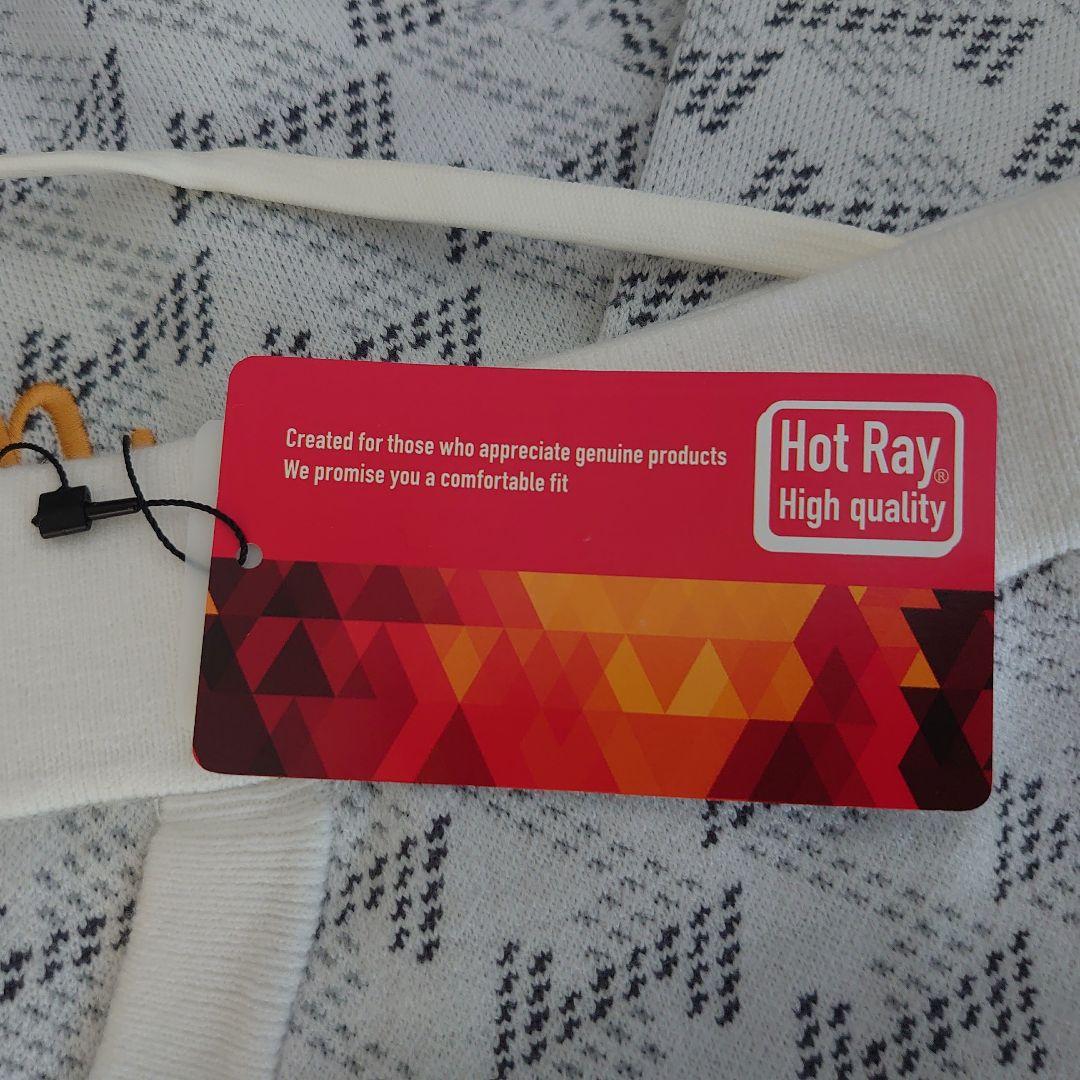 Created for those who appreciate genuine products
We promise you a comfortable fit
Hot Ray®
High quality